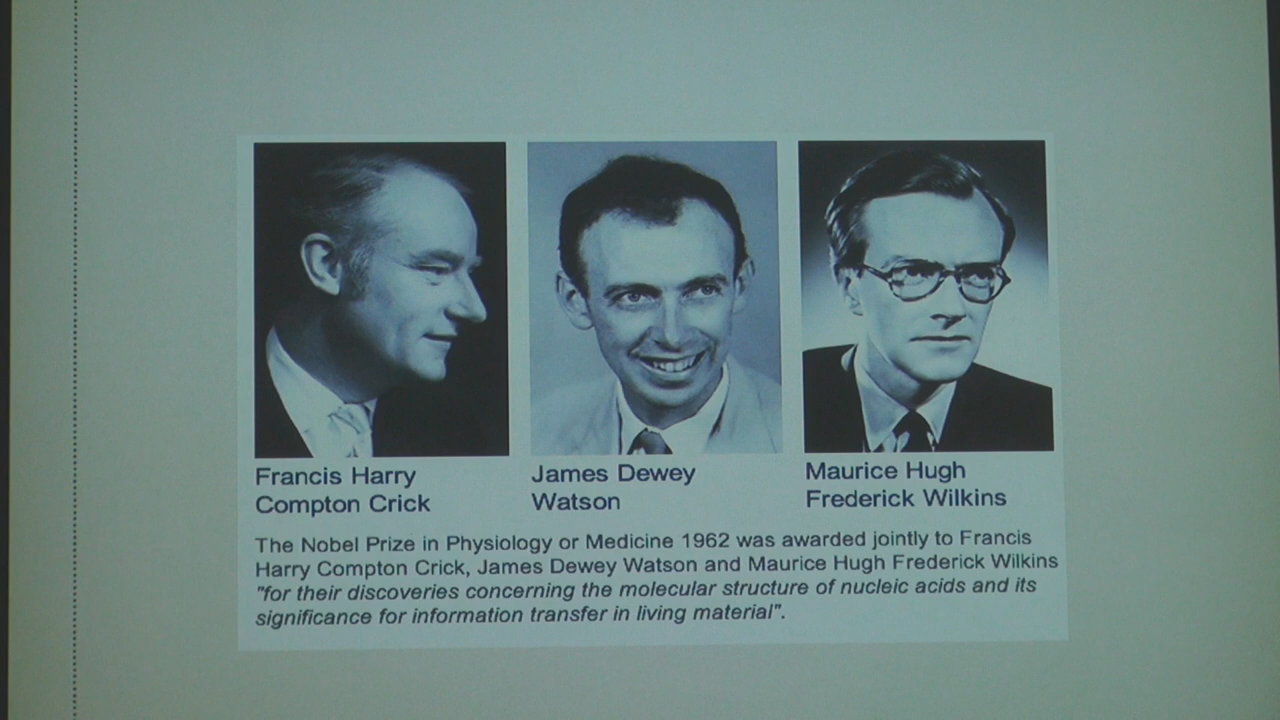 Francis Harry
Compton Crick
James Dewey
Watson
Maurice Hugh
Frederick Wilkins
The Nobel Prize in Physiology or Medicine 1962 was awarded jointly to Francis
Harry Compton Crick, James Dewey Watson and Maurice Hugh Frederick Wilkins
"for their discoveries concerning the molecular structure of nucleic acids and its
significance for information transfer in living material".